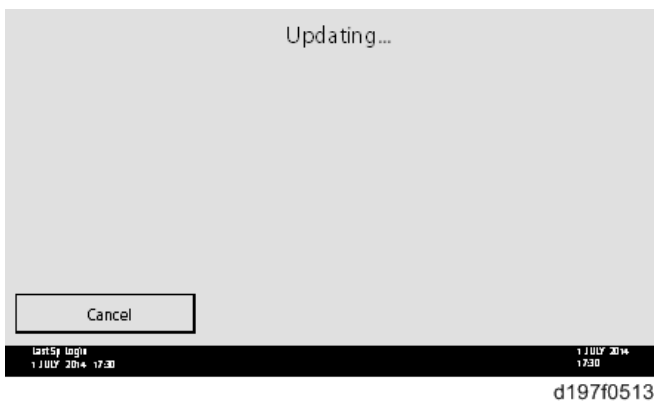 Updating...
Cancel
LastSp Login
1 JULY 2014 17:30
1 JULY 2014
17:30
d197f0513